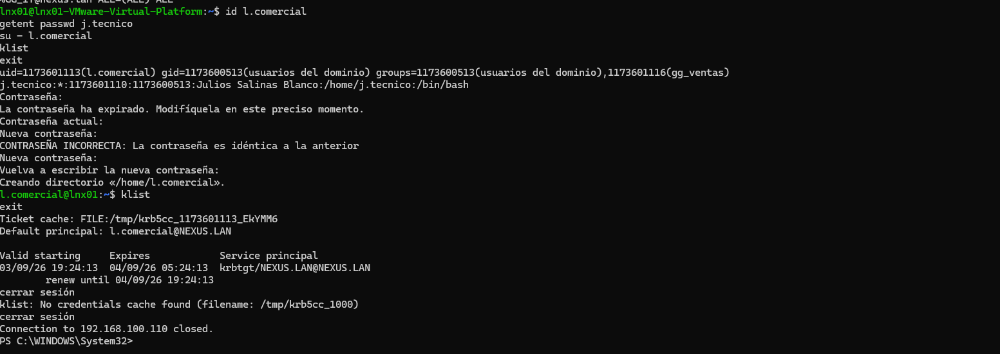 %GG_IT@nexus.lan ALL=(ALL) ALL
lnx01@lnx01-VMware-Virtual-Platform:~$ id l.comercial
getent passwd j.tecnico
su - l.comercial
klist
exit
uid=1173601113(l.comercial) gid=1173600513(usuarios del dominio) groups=1173600513(usuarios del dominio),1173601116(gg_ventas)
j.tecnico:*:1173601110:1173600513:Julios Salinas Blanco:/home/j.tecnico:/bin/bash
Contraseña:
La contraseña ha expirado. Modifíquela en este preciso momento.
Contraseña actual:
Nueva contraseña:
CONTRASEÑA INCORRECTA: La contraseña es idéntica a la anterior
Nueva contraseña:
Vuelva a escribir la nueva contraseña:
Creando directorio «/home/l.comercial».
l.comercial@lnx01:~$ klist
exit
Ticket cache: FILE:/tmp/krb5cc_1173601113_EkYMM6
Default principal: l.comercial@NEXUS.LAN
Valid starting     Expires            Service principal
03/09/26 19:24:13  04/09/26 05:24:13  krbtgt/NEXUS.LAN@NEXUS.LAN
        renew until 04/09/26 19:24:13
cerrar sesión
klist: No credentials cache found (filename: /tmp/krb5cc_1000)
cerrar sesión
Connection to 192.168.100.110 closed.
PS C:\WINDOWS\System32>